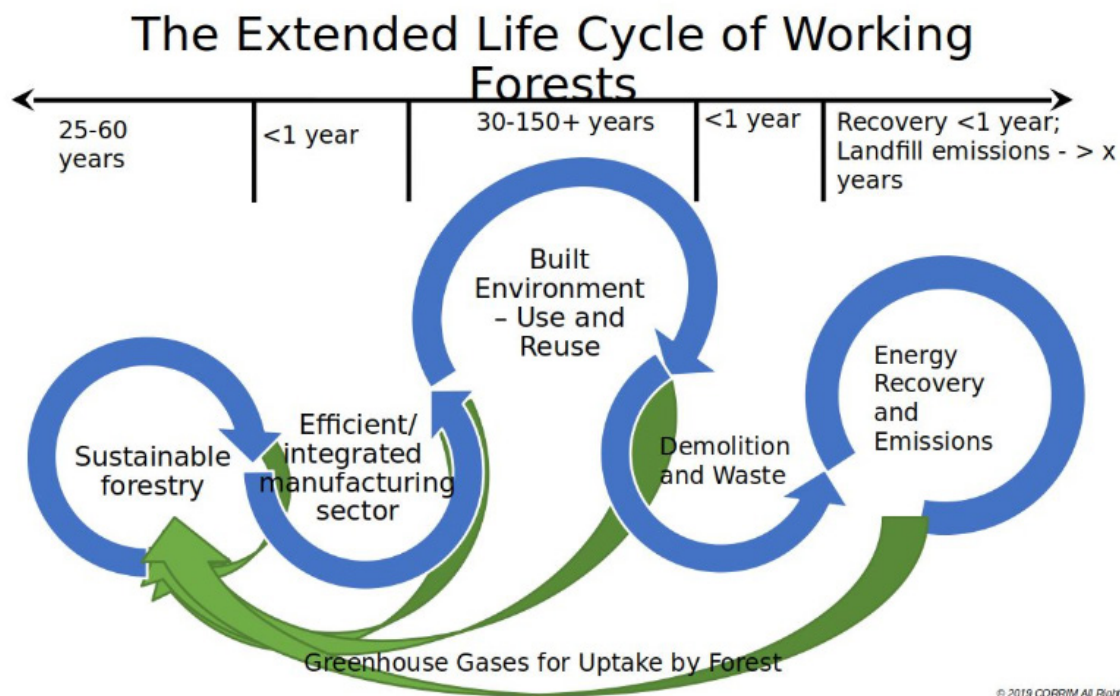 The Extended Life Cycle of Working
Forests
25-60
years
<1 year
30-150+ years
<1 year
Recovery <1 year;
Landfill emissions - > x
years
Sustainable
forestry
Efficient/
integrated
manufacturing
sector
Built
Environment
– Use and
Reuse
Demolition
and Waste
Energy
Recovery
and
Emissions
Greenhouse Gases for Uptake by Forest
© 2019 CORRIM All